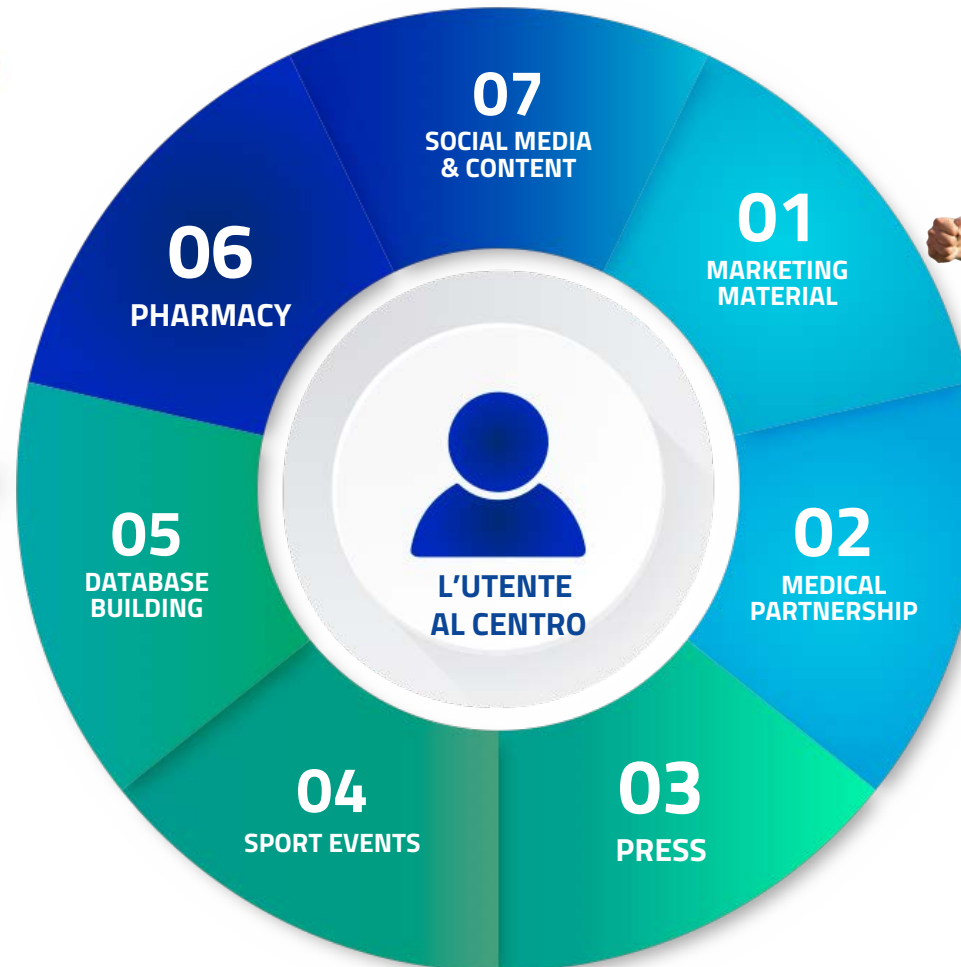 07
SOCIAL MEDIA
& CONTENT
01
MARKETING
MATERIAL
02
MEDICAL
PARTNERSHIP
03
PRESS
04
SPORT EVENTS
05
DATABASE
BUILDING
06
PHARMACY
L’UTENTE
AL CENTRO